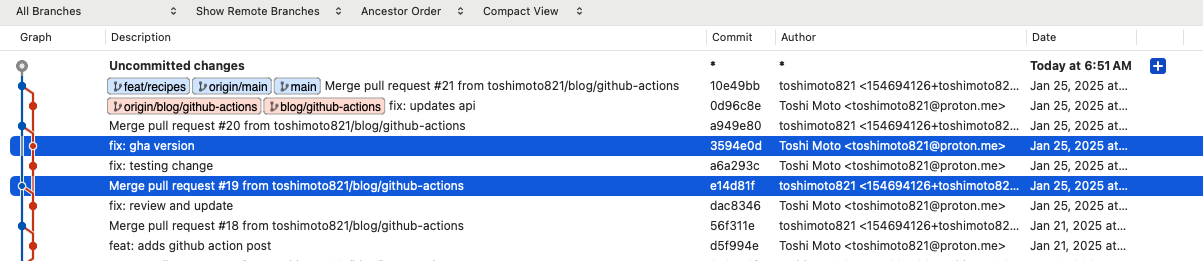 All Branches Show Remote Branches Ancestor Order Compact View
Graph Description Commit Author Date
Uncommitted changes * * Today at 6:51 AM
feat/recipes origin/main main Merge pull request #21 from toshimoto821/blog/github-actions 10e49bb toshimoto821 <154694126+toshimoto82... Jan 25, 2025 at...
origin/blog/github-actions blog/github-actions fix: updates api 0d96c8e Toshi Moto <toshimoto821@proton.me> Jan 25, 2025 at...
Merge pull request #20 from toshimoto821/blog/github-actions a949e80 toshimoto821 <154694126+toshimoto82... Jan 25, 2025 at...
fix: gha version 3594e0d Toshi Moto <toshimoto821@proton.me> Jan 25, 2025 at...
fix: testing change a6a293c Toshi Moto <toshimoto821@proton.me> Jan 25, 2025 at...
Merge pull request #19 from toshimoto821/blog/github-actions e14d81f toshimoto821 <154694126+toshimoto82... Jan 25, 2025 at...
fix: review and update dac8346 Toshi Moto <toshimoto821@proton.me> Jan 25, 2025 at...
Merge pull request #18 from toshimoto821/blog/github-actions 56f311e toshimoto821 <154694126+toshimoto82... Jan 21, 2025 at...
feat: adds github action post d5f994e Toshi Moto <toshimoto821@proton.me> Jan 21, 2025 at...